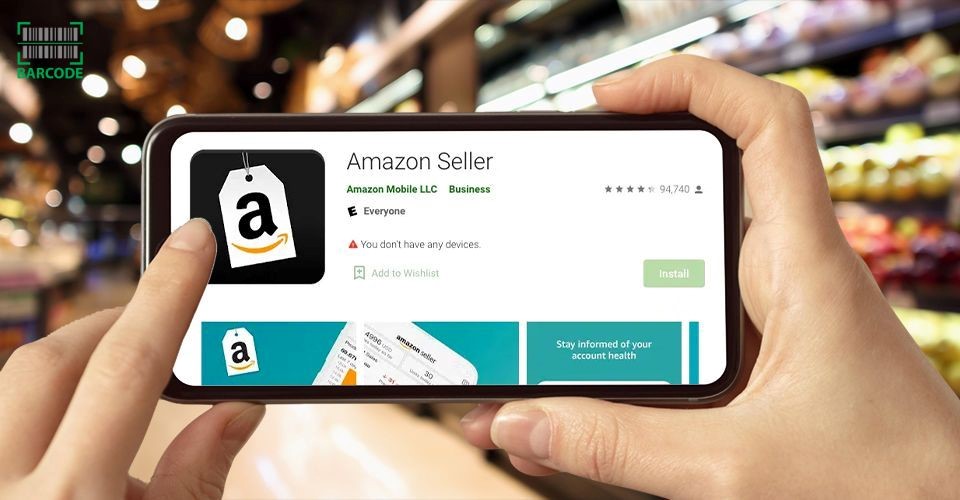 BARCODE
Amazon Seller
Amazon Mobile LLC Business
94,740
E Everyone
You don't have any devices.
Add to Wishlist
Install
a
a
4996 USD
amazon seller
30
Stay informed of your
account health